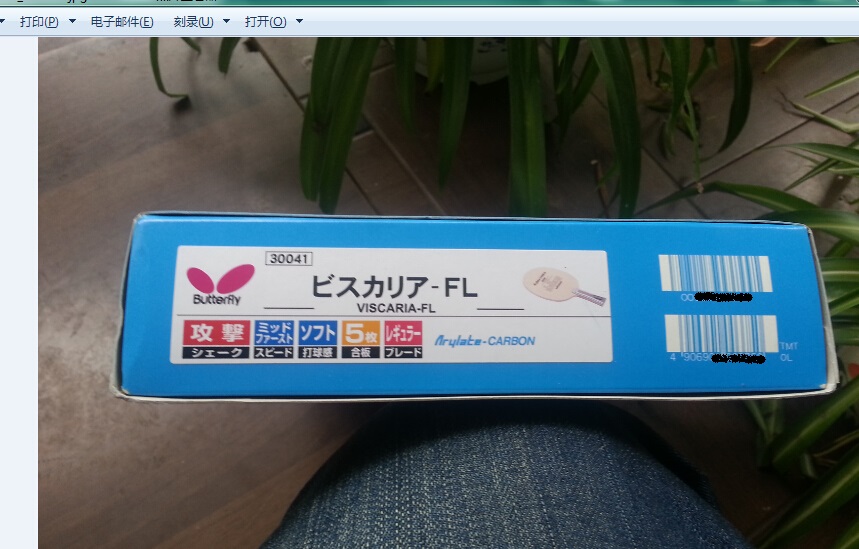 打印(P) 电子邮件(E) 刻录(U) 打开(O)
30041
ビスカリア-FL
VISCARIA-FL
Butterfly
攻撃 ミッドファースト ソフト 5枚 レギュラー
シェーク スピード 打球感 合板 ブレード
Arylate-CARBON
TMT
0L